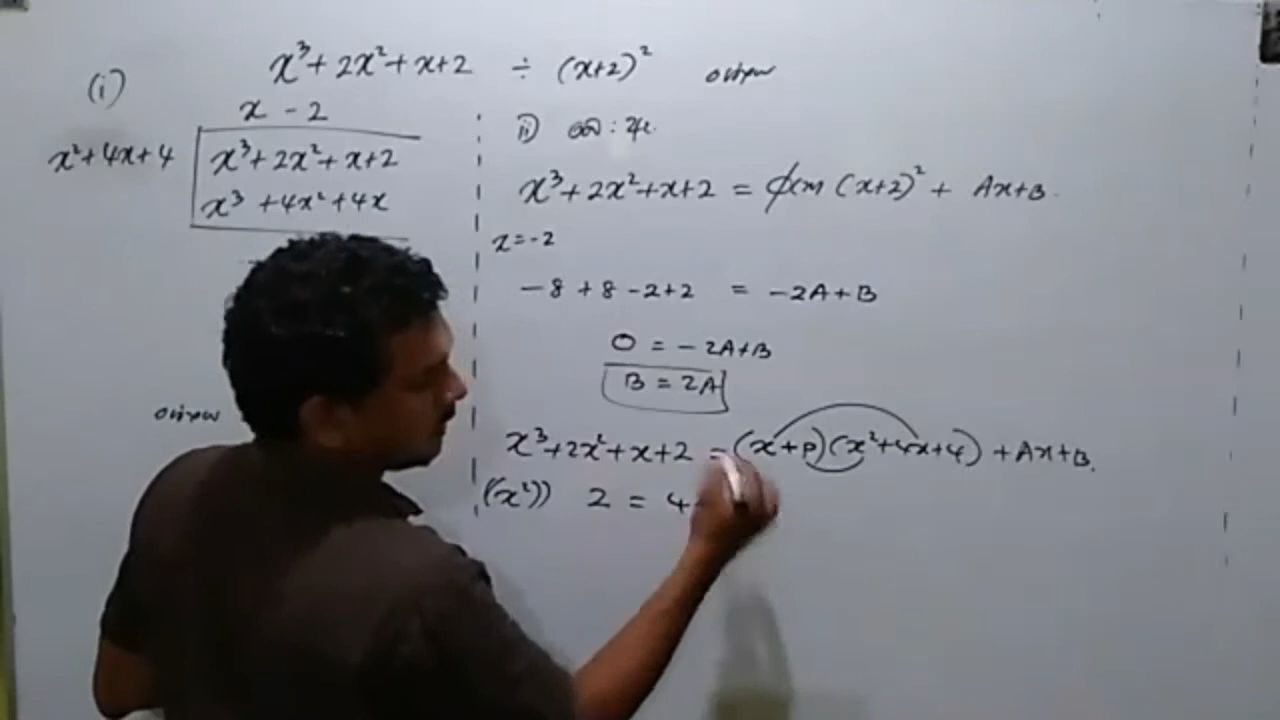 (i) x³ + 2x² + x + 2 ÷ (x+2)²
x - 2
x² + 4x + 4 x³ + 2x² + x + 2
x³ + 4x² + 4x
ii)
x³ + 2x² + x + 2 = (x+2)² + Ax+B
x = -2
-8 + 8 - 2 + 2 = -2A + B
0 = -2A+B
B = 2A
x³ + 2x² + x + 2 = (x+p)(x² + 4x + 4) + Ax+B
(x²)) 2 = 4